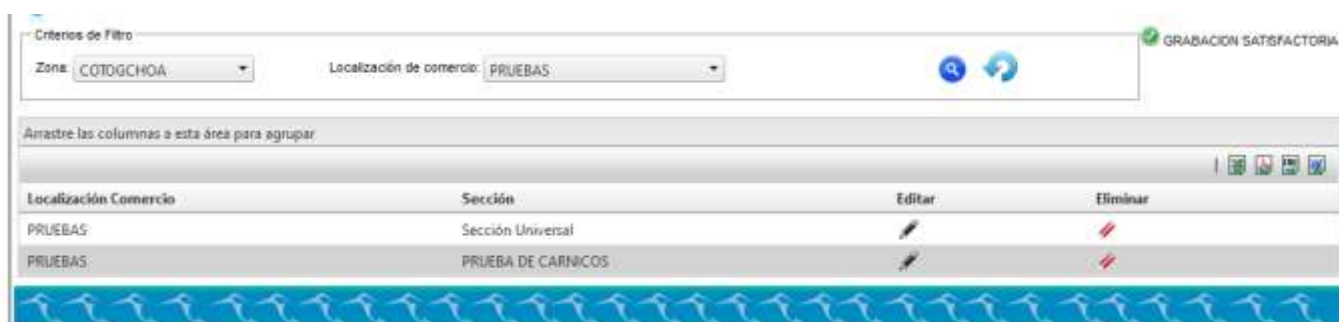 Criterios de Filtro
GRABACION SATISFACTORIA
Zona: COTOGCHOA Localización de comercio: PRUEBAS
Arrastre las columnas a esta área para agrupar
Localización Comercio Sección Editar Eliminar
PRUEBAS Sección Universal
PRUEBAS PRUEBA DE CARNICOS